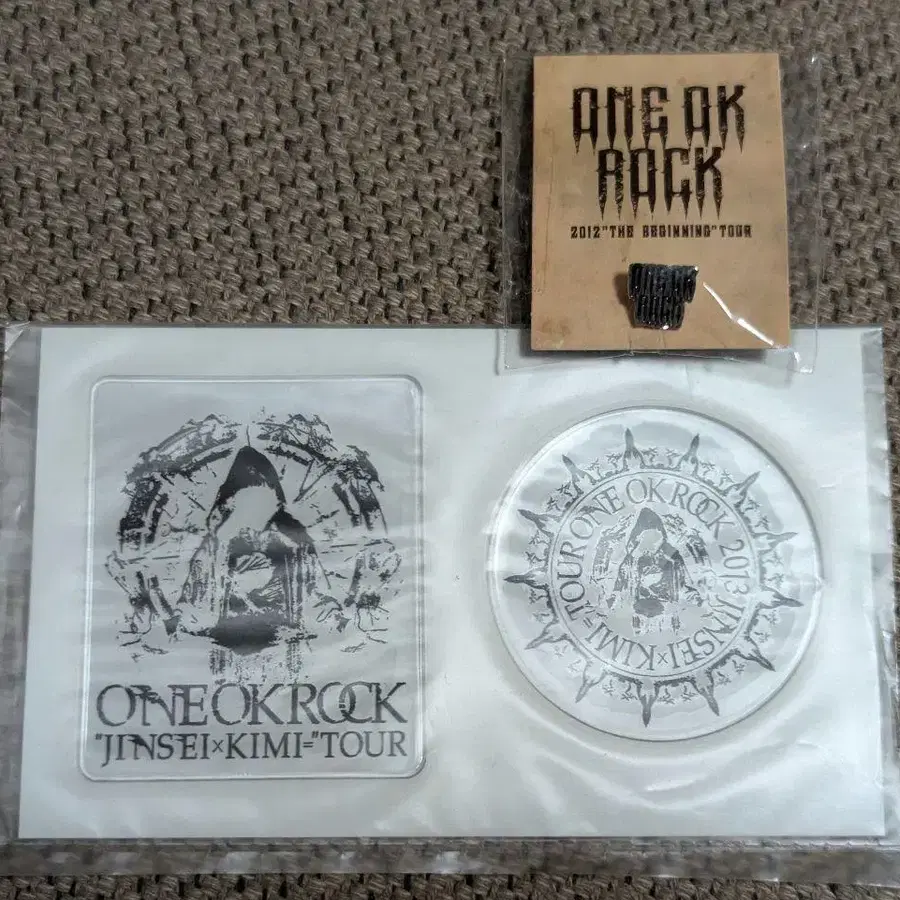 ONE OK
ROCK
2012"THE BEGINNING"TOUR
ONE OK ROCK
"JINSEI×KIMI="TOUR
ONE OK ROCK 2013 JINSEI×KIMI=TOUR